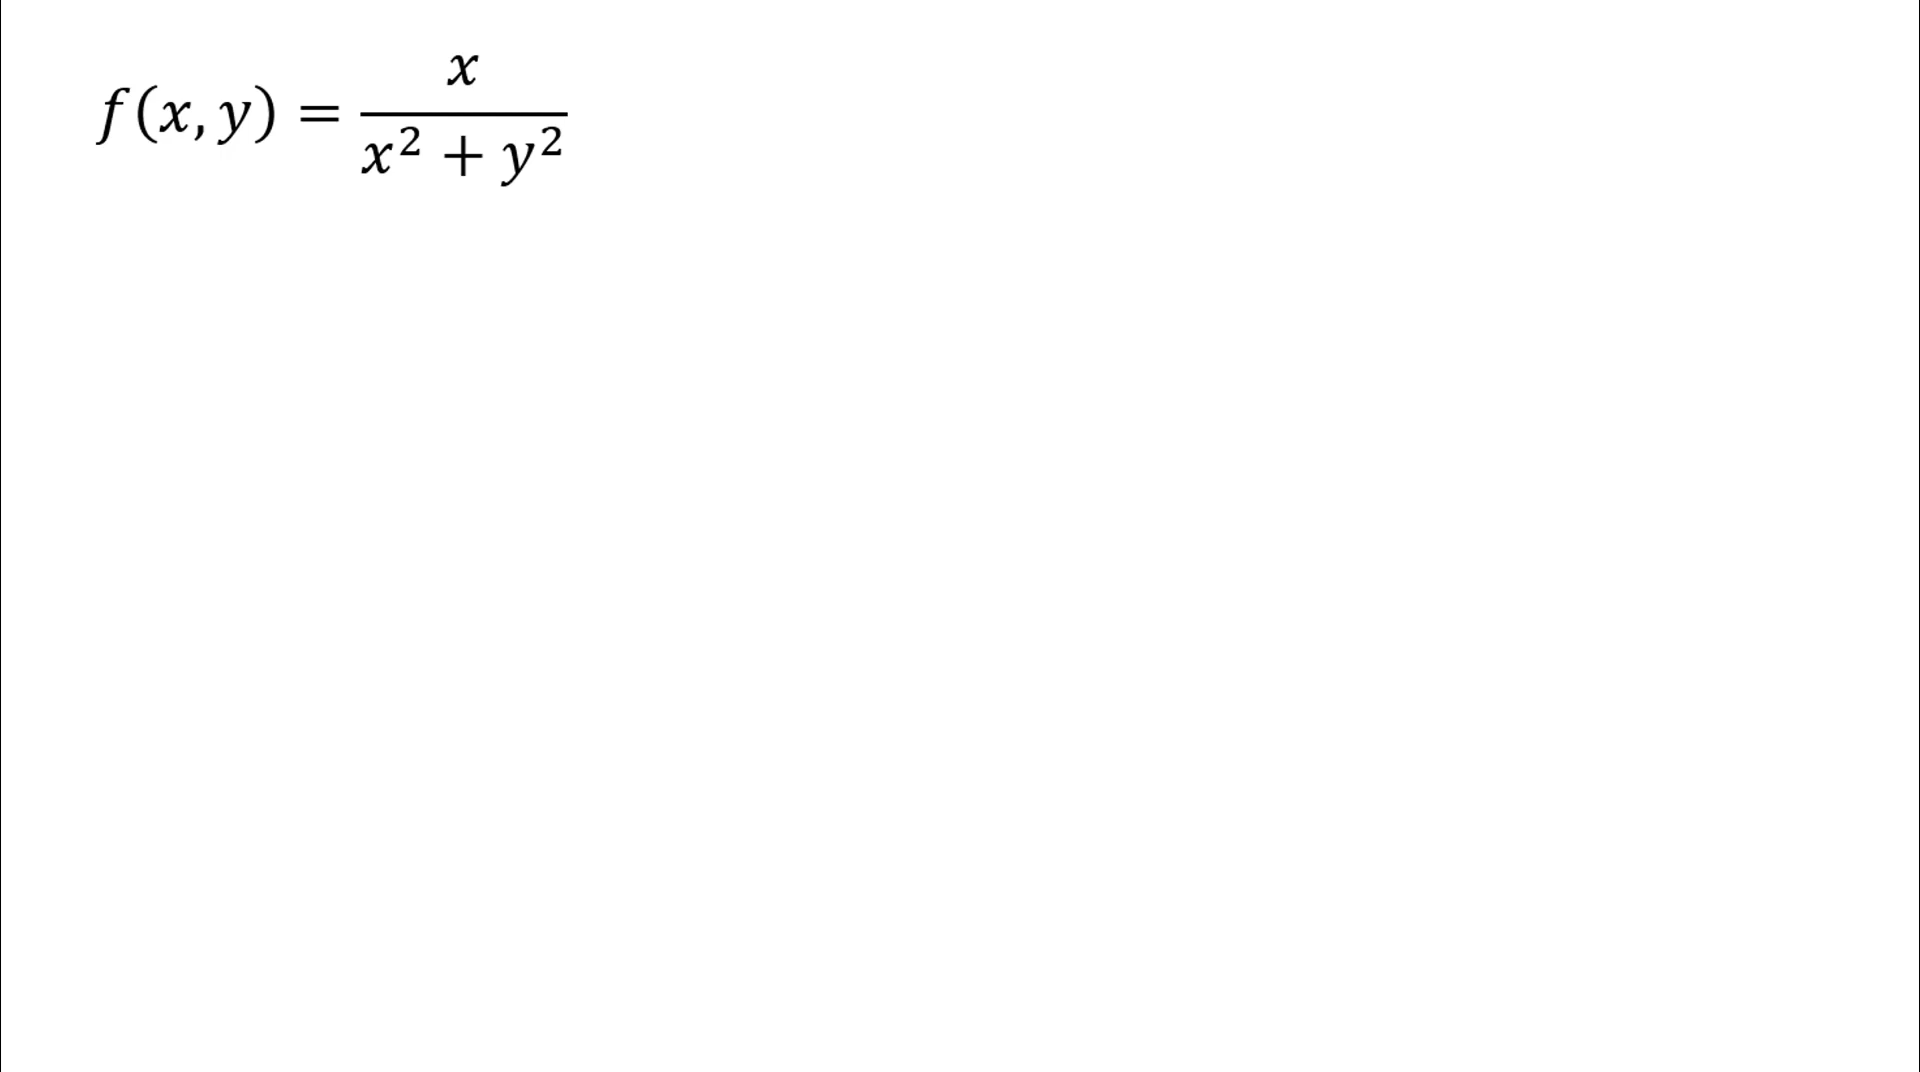 f(x, y) = x / (x² + y²)